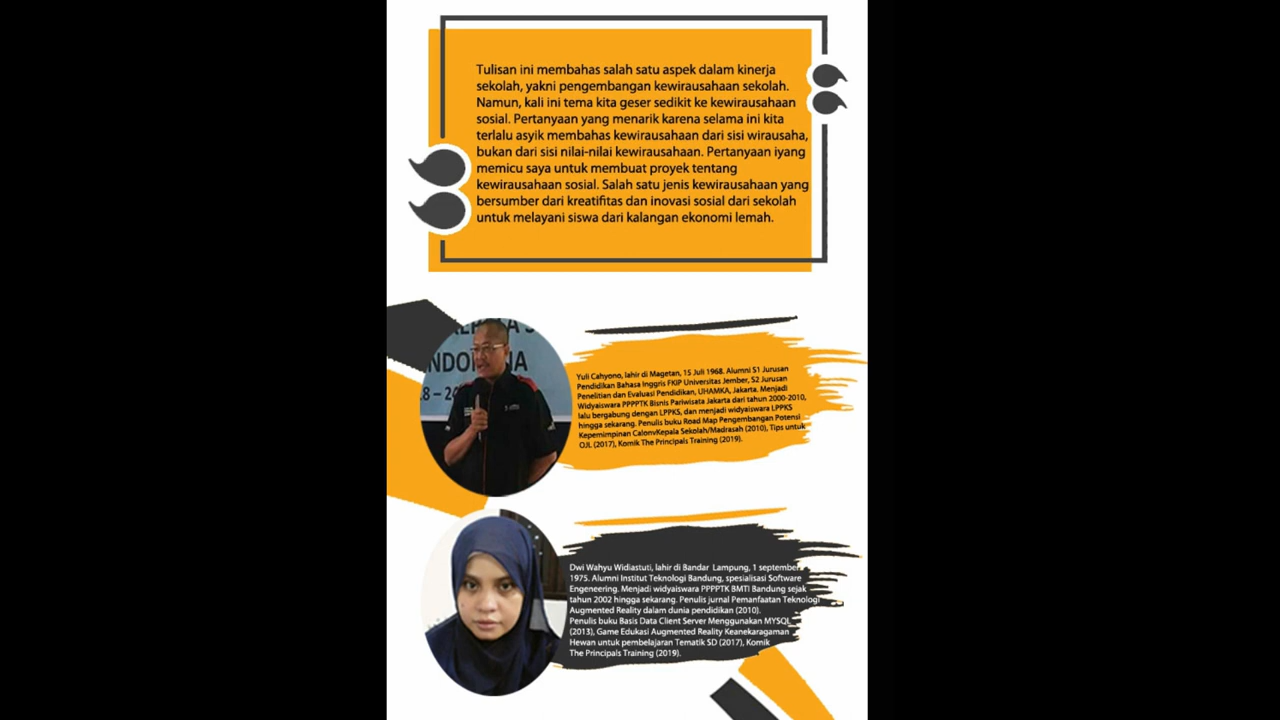 Tulisan ini membahas salah satu aspek dalam kinerja
sekolah, yakni pengembangan kewirausahaan sekolah.
Namun, kali ini tema kita geser sedikit ke kewirausahaan
sosial. Pertanyaan yang menarik karena selama ini kita
terlalu asyik membahas kewirausahaan dari sisi wirausaha,
bukan dari sisi nilai-nilai kewirausahaan. Pertanyaan iyang
memicu saya untuk membuat proyek tentang
kewirausahaan sosial. Salah satu jenis kewirausahaan yang
bersumber dari kreatifitas dan inovasi sosial dari sekolah
untuk melayani siswa dari kalangan ekonomi lemah.
Yuli Cahyono, lahir di Magetan, 15 Juli 1968. Alumni S1 Jurusan
Pendidikan Bahasa Inggris FKIP Universitas Jember, S2 Jurusan
Penelitian dan Evaluasi Pendidikan, UHAMKA, Jakarta. Menjadi
Widyaiswara PPPPTK Bisnis Pariwisata Jakarta dari tahun 2000-2010,
lalu bergabung dengan LPPKS, dan menjadi widyaiswara LPPKS
hingga sekarang. Penulis buku Road Map Pengembangan Potensi
Kepemimpinan CalonvKepala Sekolah/Madrasah (2010), Tips untuk
OJL (2017), Komik The Principals Training (2019).
Dwi Wahyu Widiastuti, lahir di Bandar Lampung, 1 september
1975. Alumni Institut Teknologi Bandung, spesialisasi Software
Engeneering. Menjadi widyaiswara PPPPTK BMTI Bandung sejak
tahun 2002 hingga sekarang. Penulis jurnal Pemanfaatan Teknologi
Augmented Reality dalam dunia pendidikan (2010).
Penulis buku Basis Data Client Server Menggunakan MYSQL
(2013), Game Edukasi Augmented Reality Keanekaragaman
Hewan untuk pembelajaran Tematik SD (2017), Komik
The Principals Training (2019).